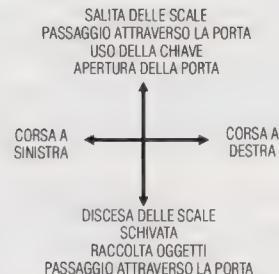 SALITA DELLE SCALE
PASSAGGIO ATTRAVERSO LA PORTA
USO DELLA CHIAVE
APERTURA DELLA PORTA
CORSA A
SINISTRA
CORSA A
DESTRA
DISCESA DELLE SCALE
SCHIVATA
RACCOLTA OGGETTI
PASSAGGIO ATTRAVERSO LA PORTA